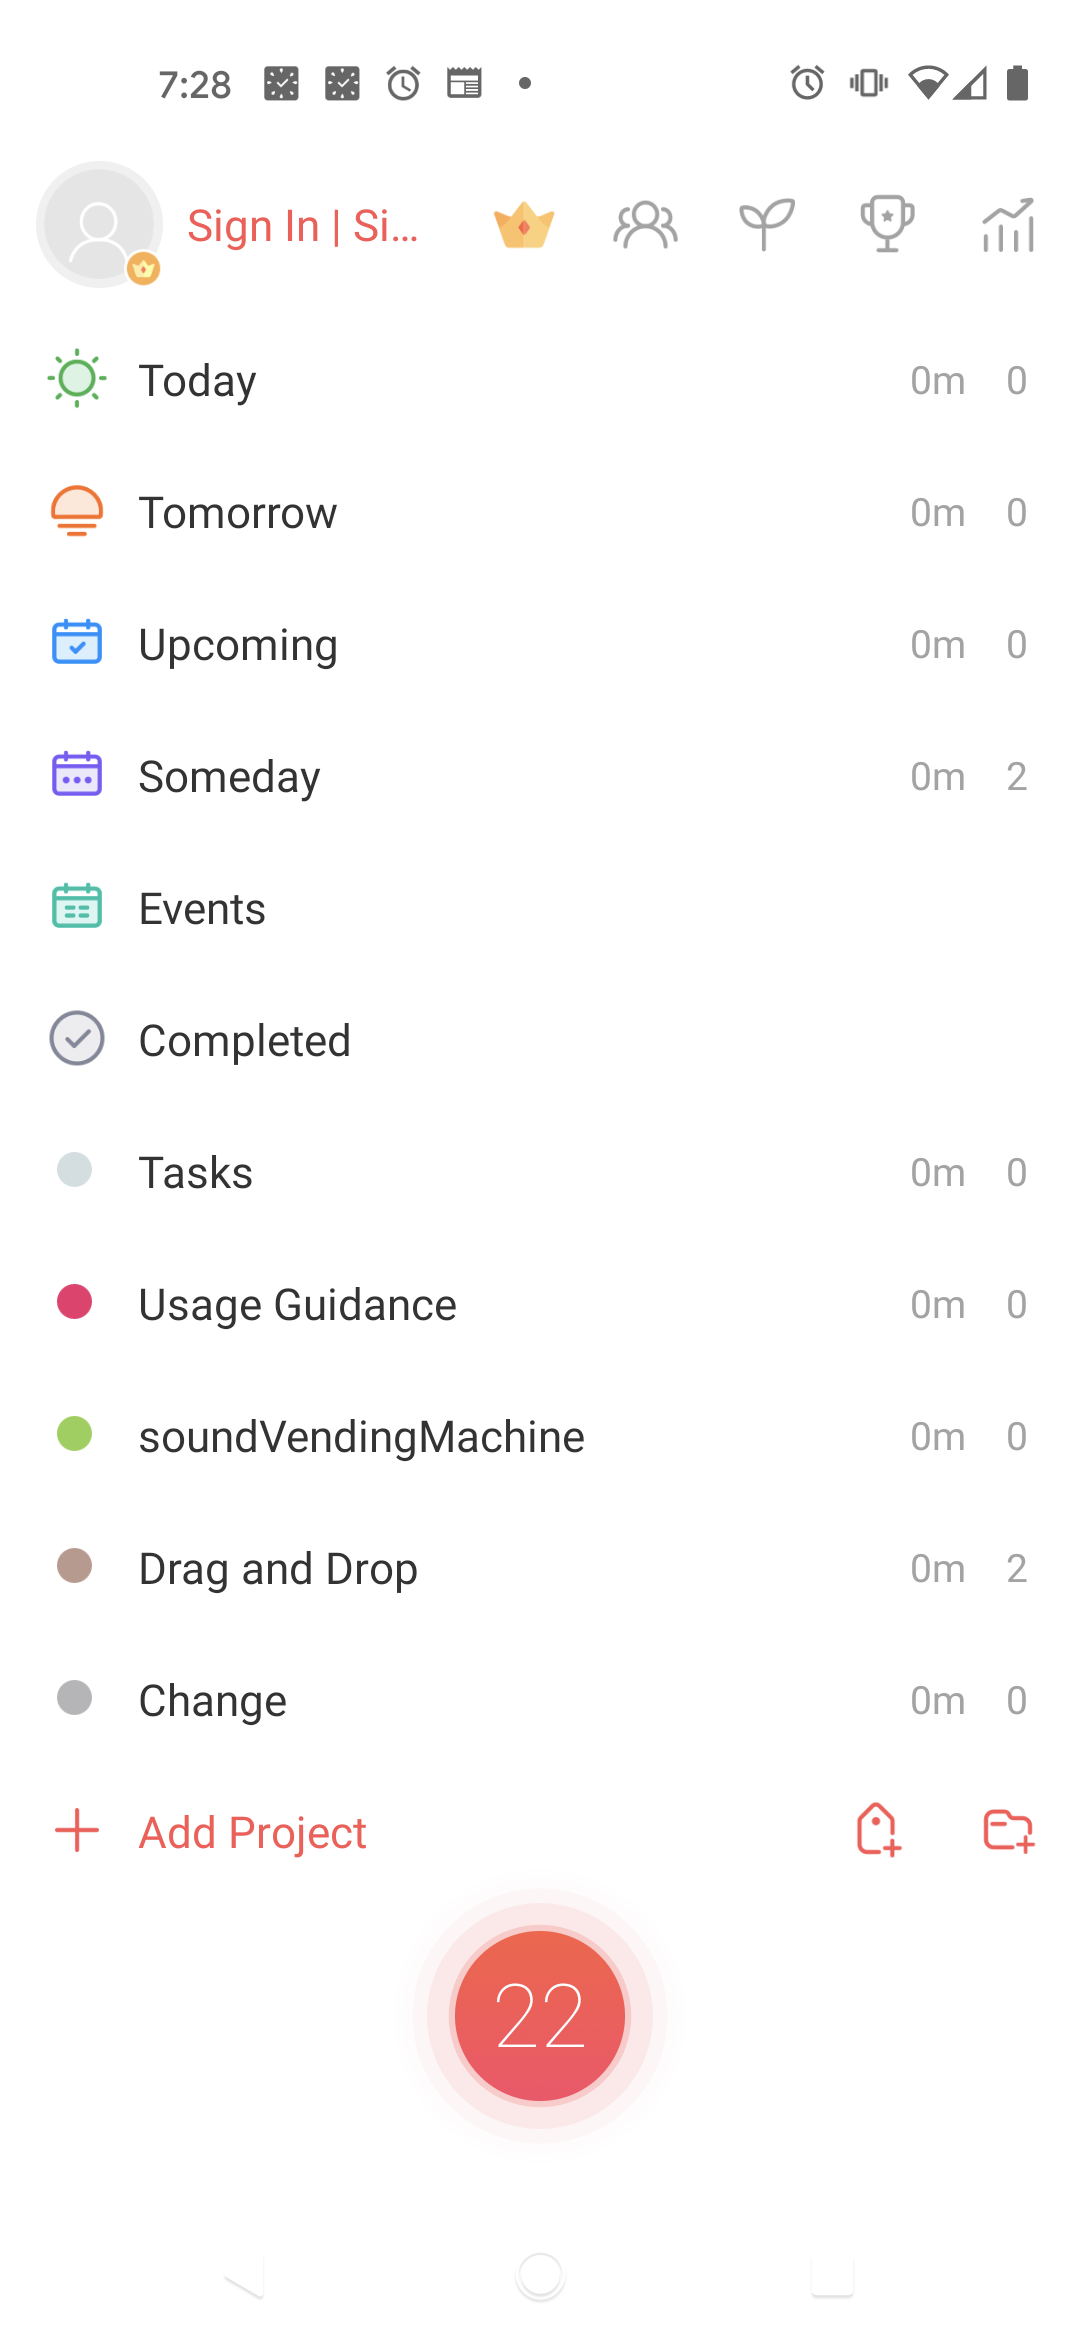 7:28
Sign In | Si...
Today 0m 0
Tomorrow 0m 0
Upcoming 0m 0
Someday 0m 2
Events
Completed
Tasks 0m 0
Usage Guidance 0m 0
soundVendingMachine 0m 0
Drag and Drop 0m 2
Change 0m 0
Add Project
22